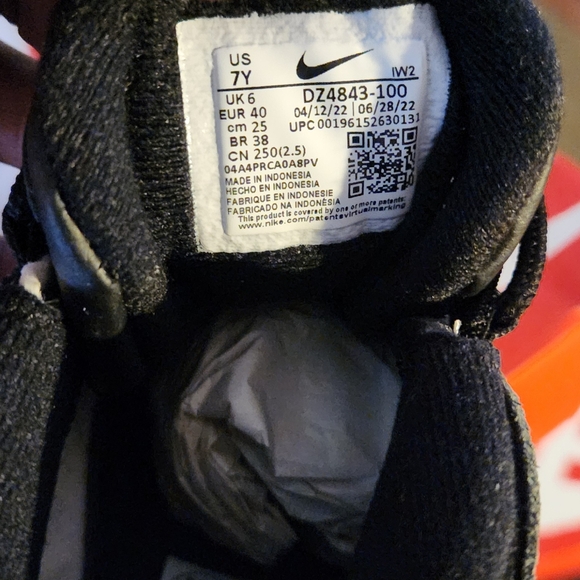 US
7Y
IW2
UK 6 DZ4843-100
EUR 40 04/12/22 | 06/28/22
cm 25 UPC 00196152630131
BR 38
CN 250(2.5)
04A4PRCA0A8PV
MADE IN INDONESIA
HECHO EN INDONESIA
FABRIQUE EN INDONESIE
FABRICADO NA INDONÉSIA
This product is covered by one or more patents.
www.nike.com/patentsvirtualmarking